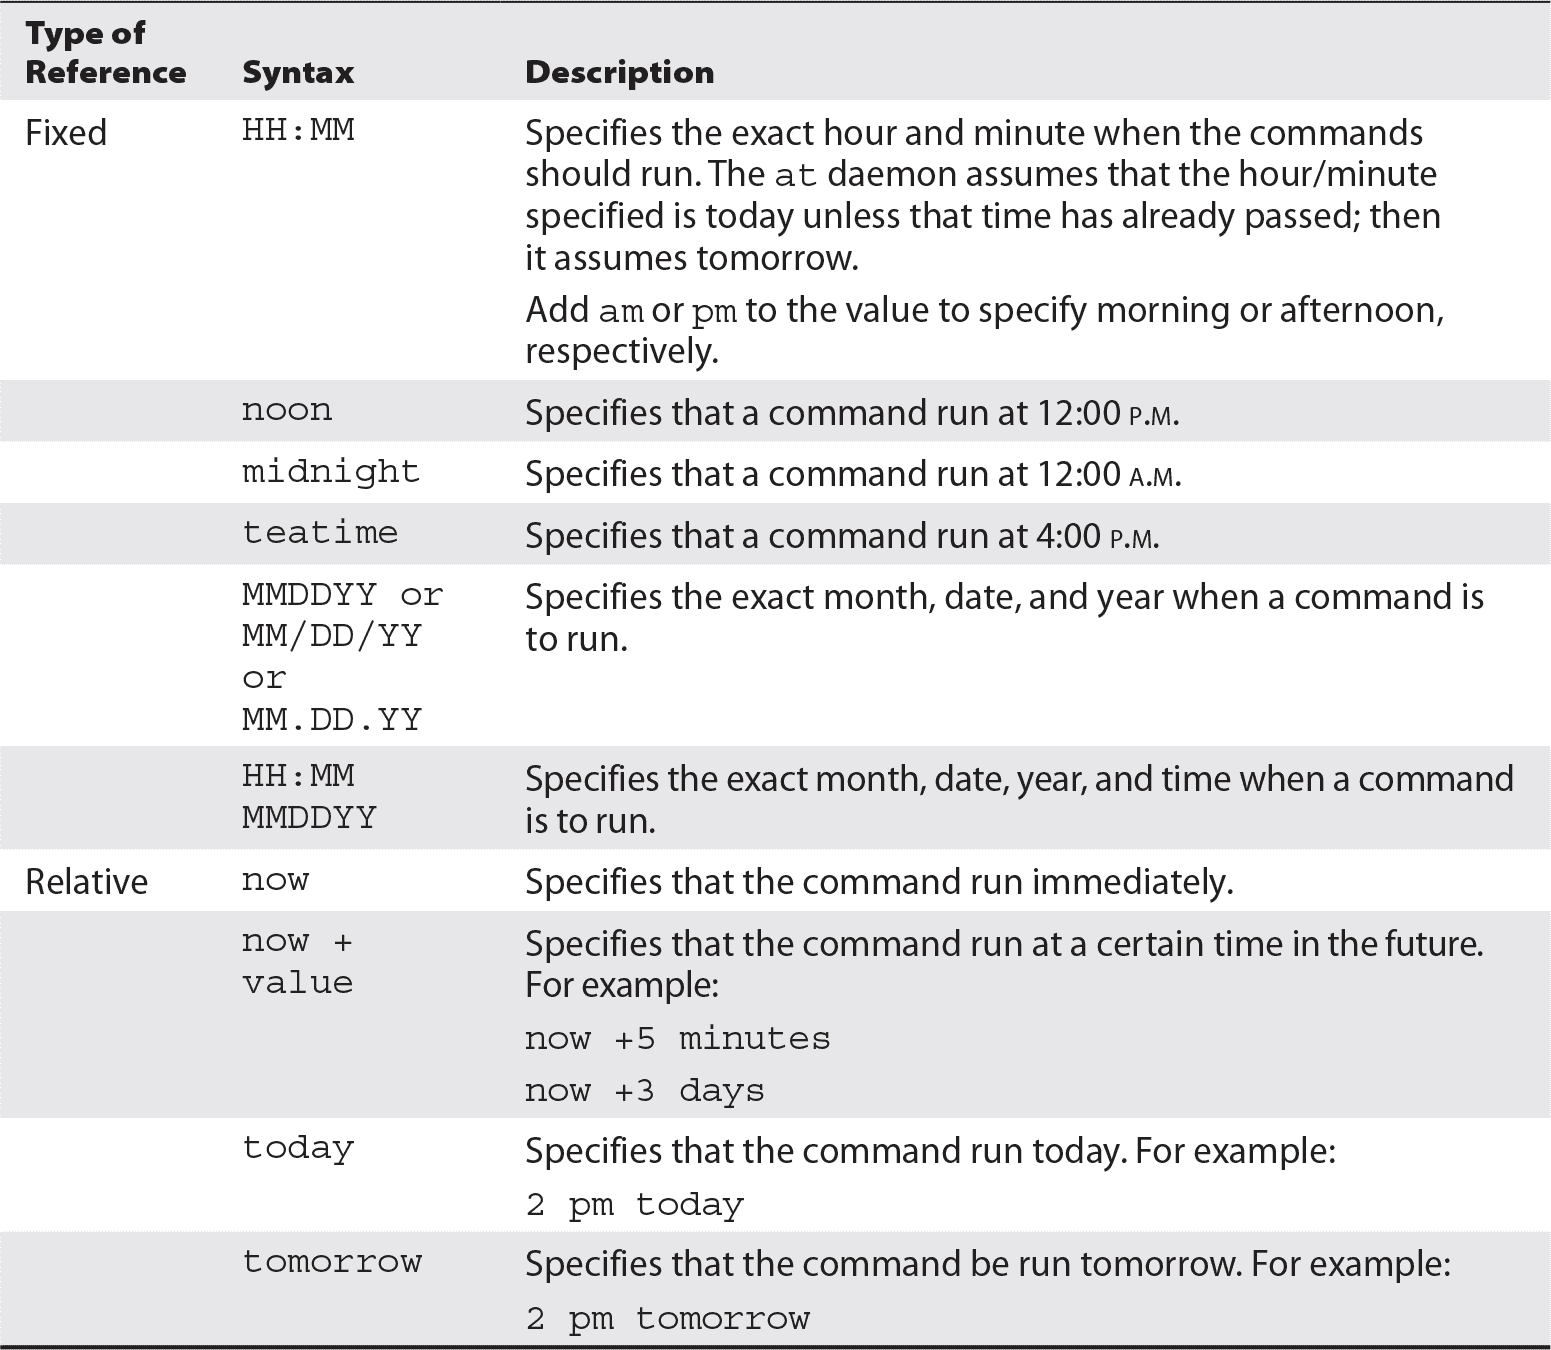 Type of
Reference Syntax Description
Fixed HH:MM Specifies the exact hour and minute when the commands
should run. The at daemon assumes that the hour/minute
specified is today unless that time has already passed; then
it assumes tomorrow.
Add am or pm to the value to specify morning or afternoon,
respectively.
noon Specifies that a command run at 12:00 P.M.
midnight Specifies that a command run at 12:00 A.M.
teatime Specifies that a command run at 4:00 P.M.
MMDDYY or Specifies the exact month, date, and year when a command is
MM/DD/YY to run.
or
MM.DD.YY
HH:MM Specifies the exact month, date, year, and time when a command
MMDDYY is to run.
Relative now Specifies that the command run immediately.
now + Specifies that the command run at a certain time in the future.
value For example:
now +5 minutes
now +3 days
today Specifies that the command run today. For example:
2 pm today
tomorrow Specifies that the command be run tomorrow. For example:
2 pm tomorrow